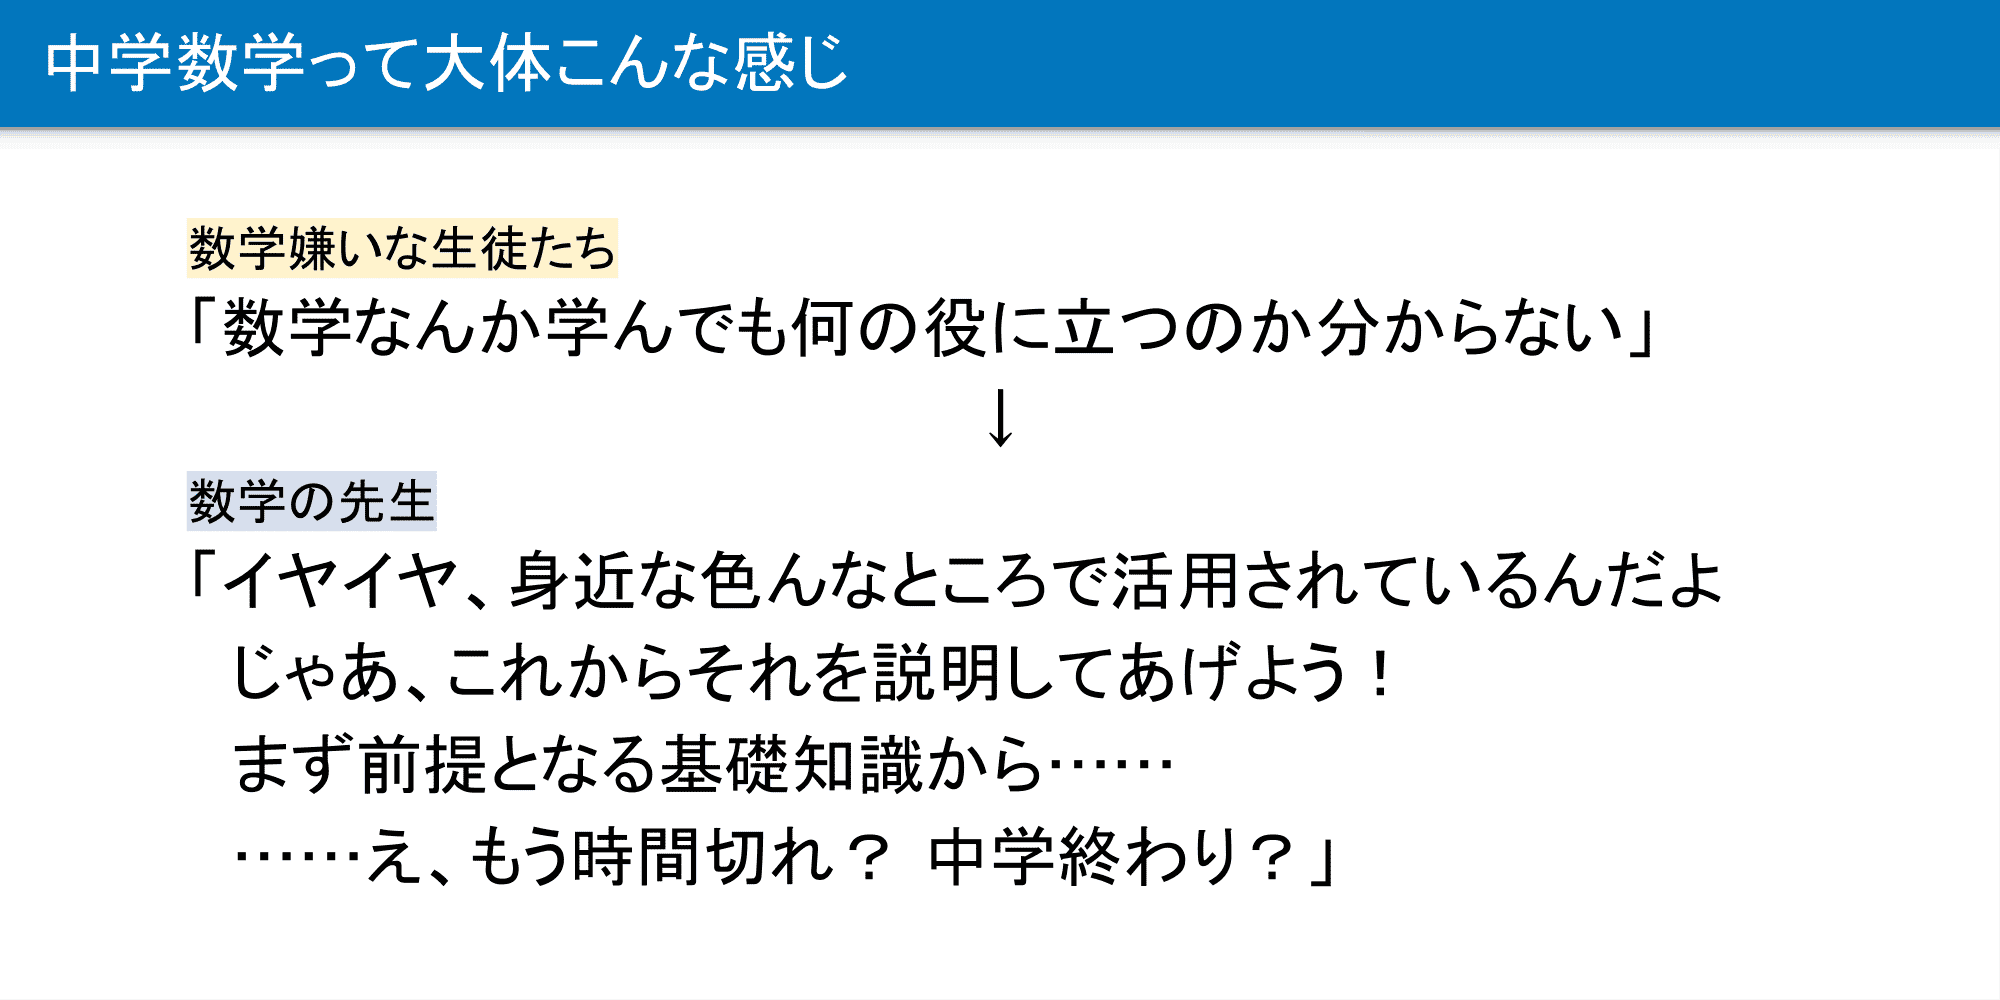 中学数学って大体こんな感じ
数学嫌いな生徒たち
「数学なんか学んでも何の役に立つのか分からない」
↓
数学の先生
「イヤイヤ、身近な色んなところで活用されているんだよ
じゃあ、これからそれを説明してあげよう！
まず前提となる基礎知識から……
……え、もう時間切れ？　中学終わり？」